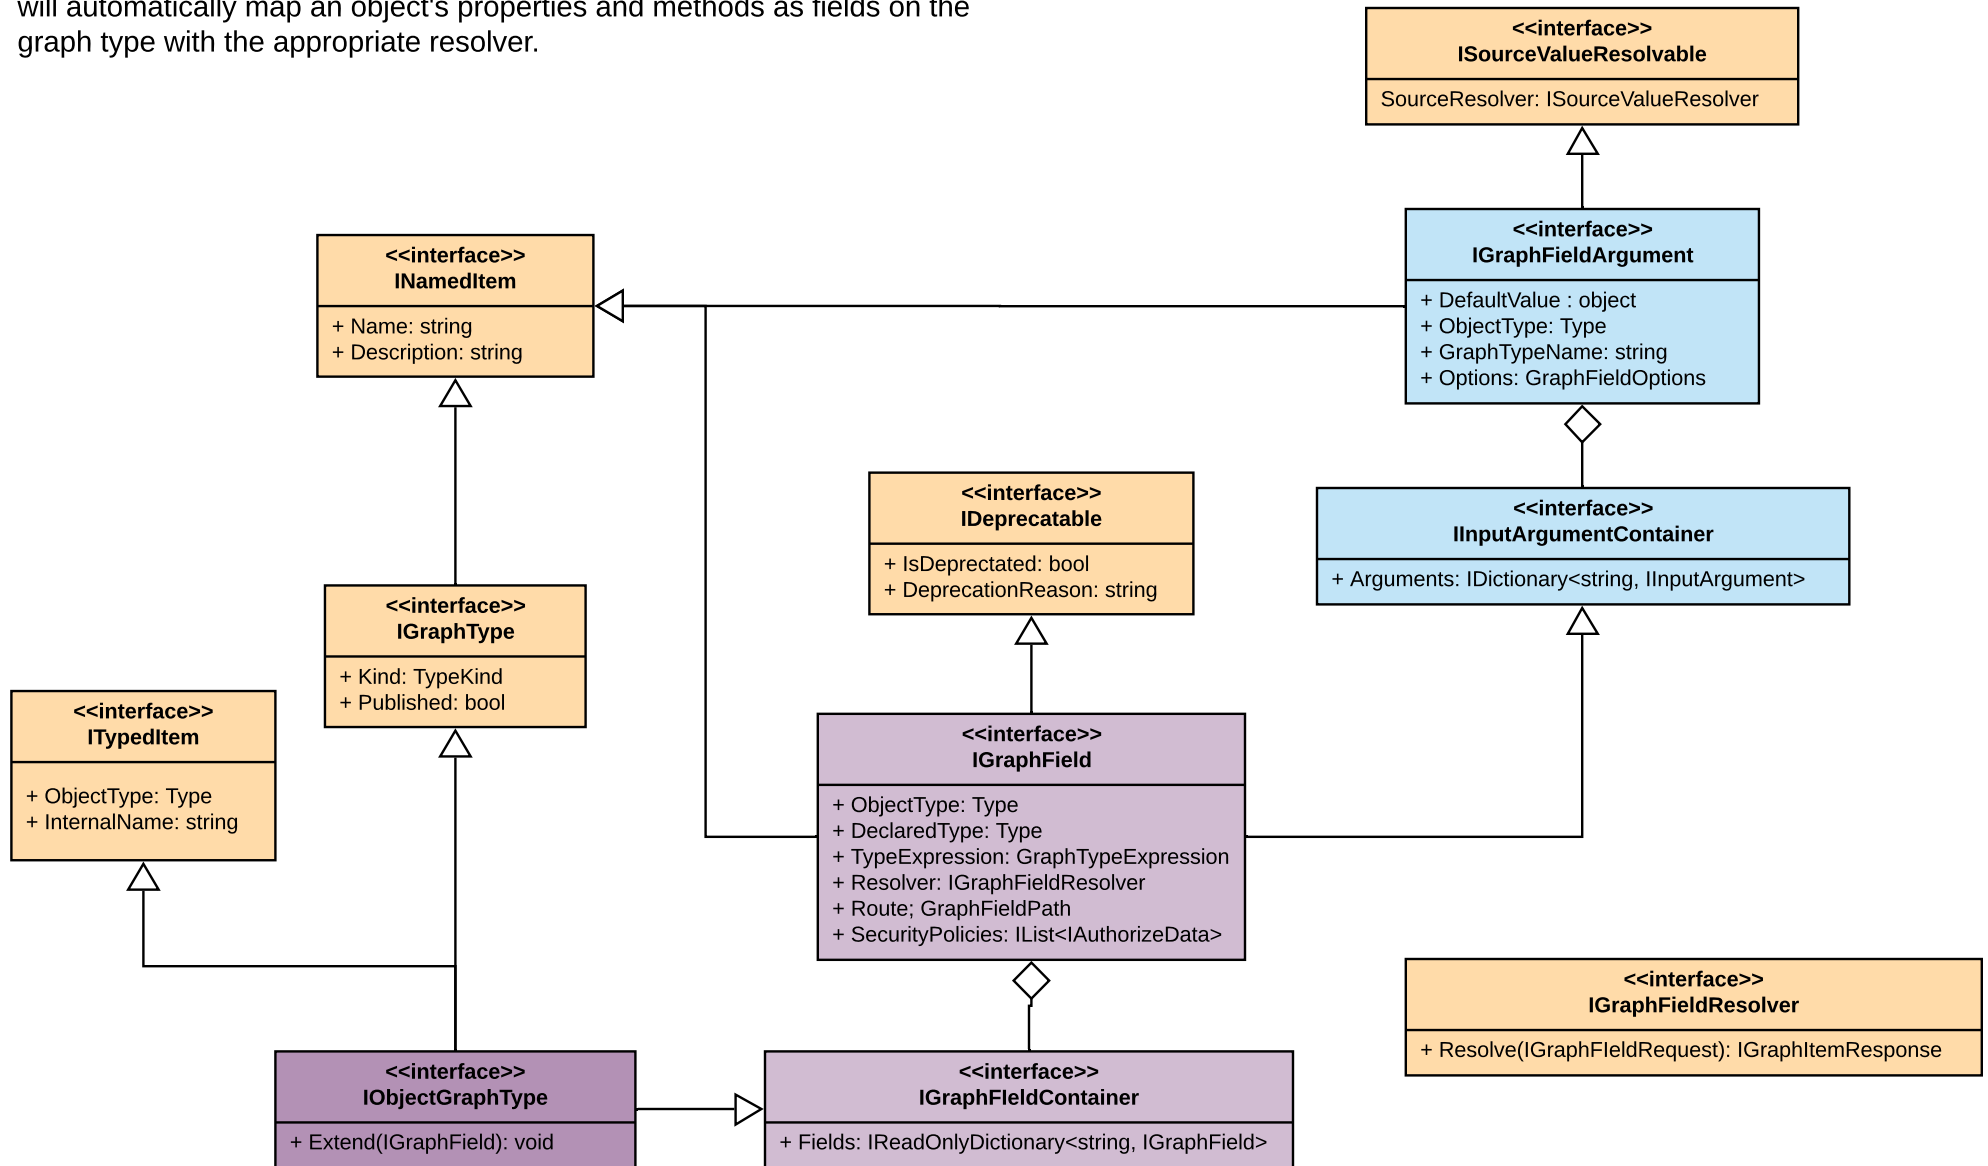 will automatically map an object's properties and methods as fields on the
graph type with the appropriate resolver.
<<interface>>
ISourceValueResolvable
SourceResolver: ISourceValueResolver
<<interface>>
IGraphFieldArgument
+ DefaultValue : object
+ ObjectType: Type
+ GraphTypeName: string
+ Options: GraphFieldOptions
<<interface>>
INamedItem
+ Name: string
+ Description: string
<<interface>>
IDeprecatable
+ IsDeprectated: bool
+ DeprecationReason: string
<<interface>>
IInputArgumentContainer
+ Arguments: IDictionary<string, IInputArgument>
<<interface>>
IGraphType
+ Kind: TypeKind
+ Published: bool
<<interface>>
ITypedItem
+ ObjectType: Type
+ InternalName: string
<<interface>>
IGraphField
+ ObjectType: Type
+ DeclaredType: Type
+ TypeExpression: GraphTypeExpression
+ Resolver: IGraphFieldResolver
+ Route; GraphFieldPath
+ SecurityPolicies: IList<IAuthorizeData>
<<interface>>
IGraphFieldResolver
+ Resolve(IGraphFIeldRequest): IGraphItemResponse
<<interface>>
IObjectGraphType
+ Extend(IGraphField): void
<<interface>>
IGraphFIeldContainer
+ Fields: IReadOnlyDictionary<string, IGraphField>